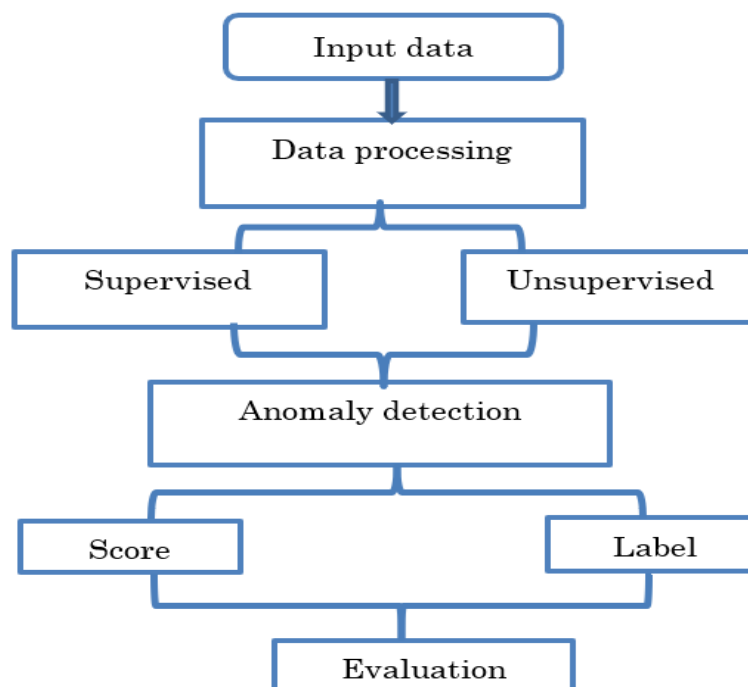 Input data
Data processing
Supervised
Unsupervised
Anomaly detection
Score
Label
Evaluation